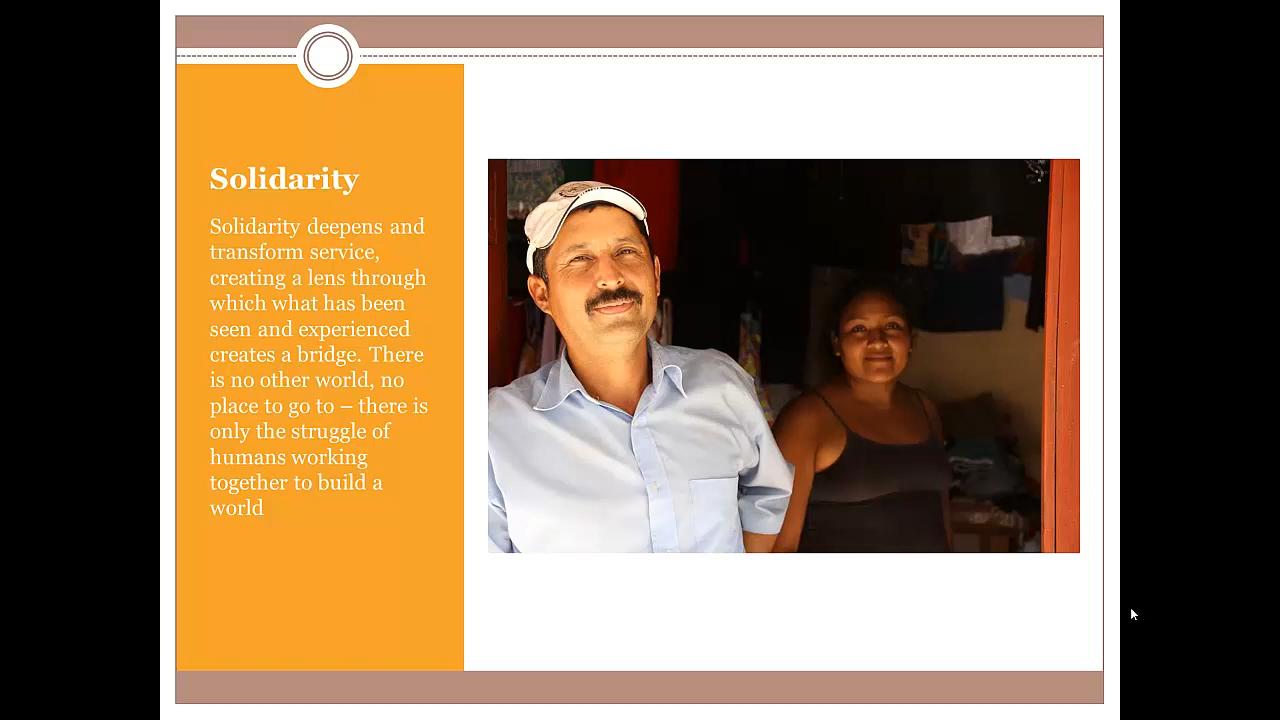 Solidarity
Solidarity deepens and
transform service,
creating a lens through
which what has been
seen and experienced
creates a bridge. There
is no other world, no
place to go to – there is
only the struggle of
humans working
together to build a
world